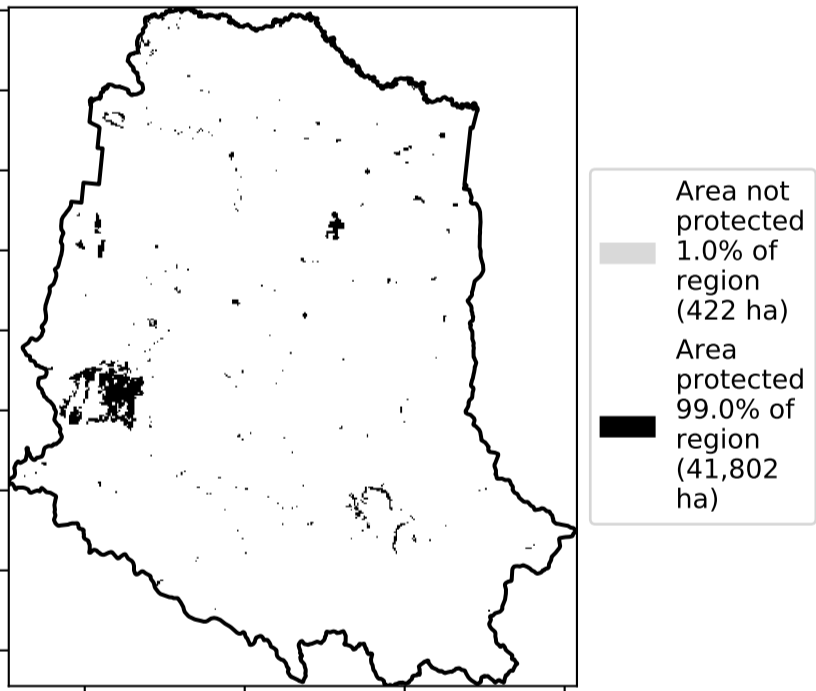 Area not
protected
1.0% of
region
(422 ha)
Area
protected
99.0% of
region
(41,802
ha)